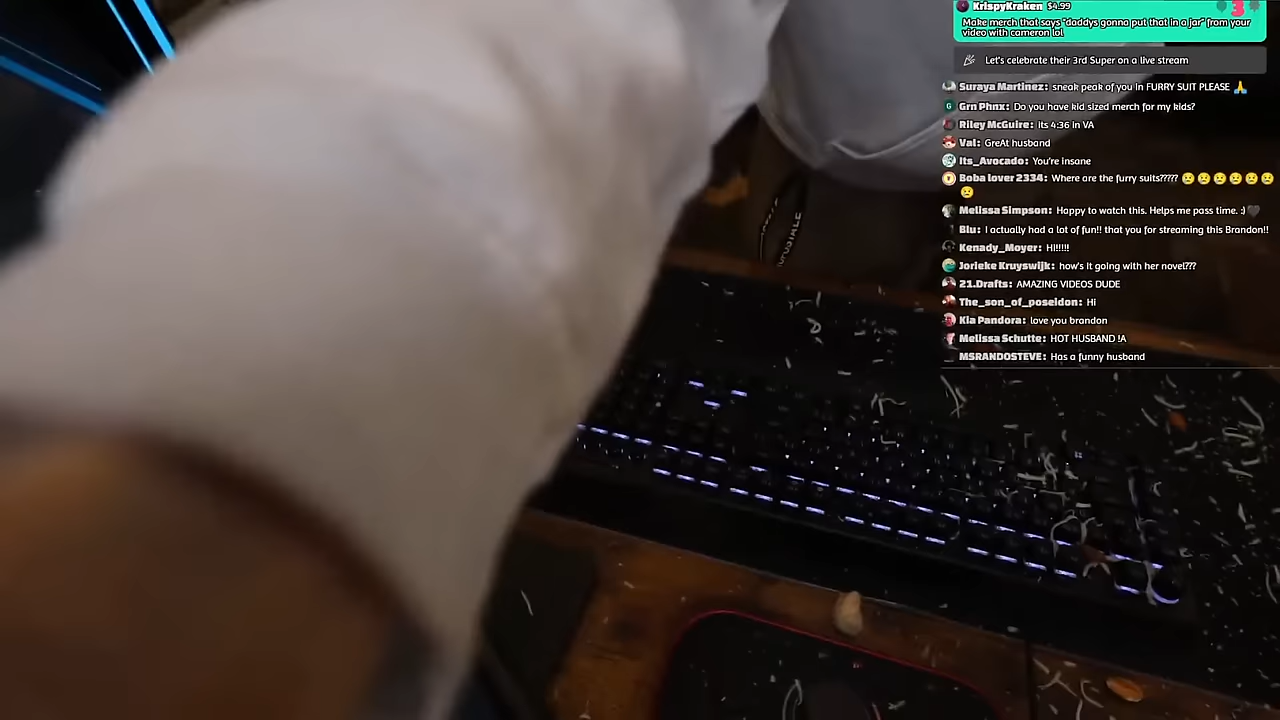 KrispyKraken $4.99
3
Make merch that says "daddys gonna put that in a jar" from your
video with cameron lol
Let's celebrate their 3rd Super on a live stream
Suraya Martinez: sneak peak of you in FURRY SUIT PLEASE 🙏
G Grn Phnx: Do you have kid sized merch for my kids?
Riley McGuire: Its 4:36 in VA
Val: GreAt husband
Its_Avocado: You're insane
Boba lover 2334: Where are the furry suits????? 😢😢😢😢😢😢
😢
Melissa Simpson: Happy to watch this. Helps me pass time. :)🖤
Blu: I actually had a lot of fun!! that you for streaming this Brandon!!
Kenady_Moyer: Hi!!!!!
Jorieke Kruyswijk: how's it going with her novel???
21.Drafts: AMAZING VIDEOS DUDE
The_son_of_poseidon: Hi
Kia Pandora: love you brandon
Melissa Schutte: HOT HUSBAND !A
MSRANDOSTEVE: Has a funny husband